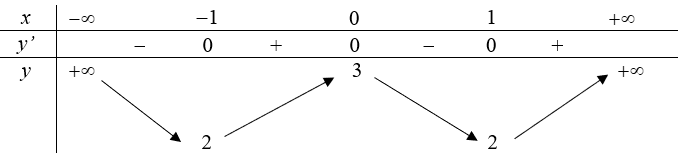 x −∞ −1 0 1 +∞
y’ − 0 + 0 − 0 +
y +∞ 3 +∞
2 2